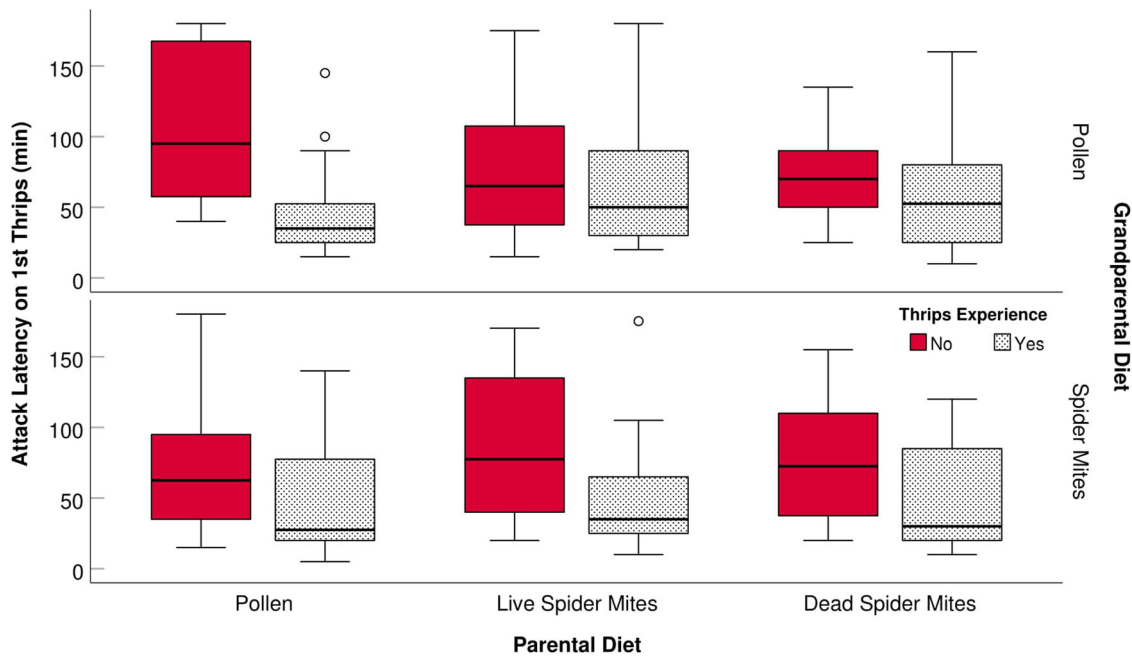 Attack Latency on 1st Thrips (min)
150
100
50
0
Pollen
150
100
50
0
Spider Mites
Grandparental Diet
Thrips Experience
No Yes
Pollen Live Spider Mites Dead Spider Mites
Parental Diet